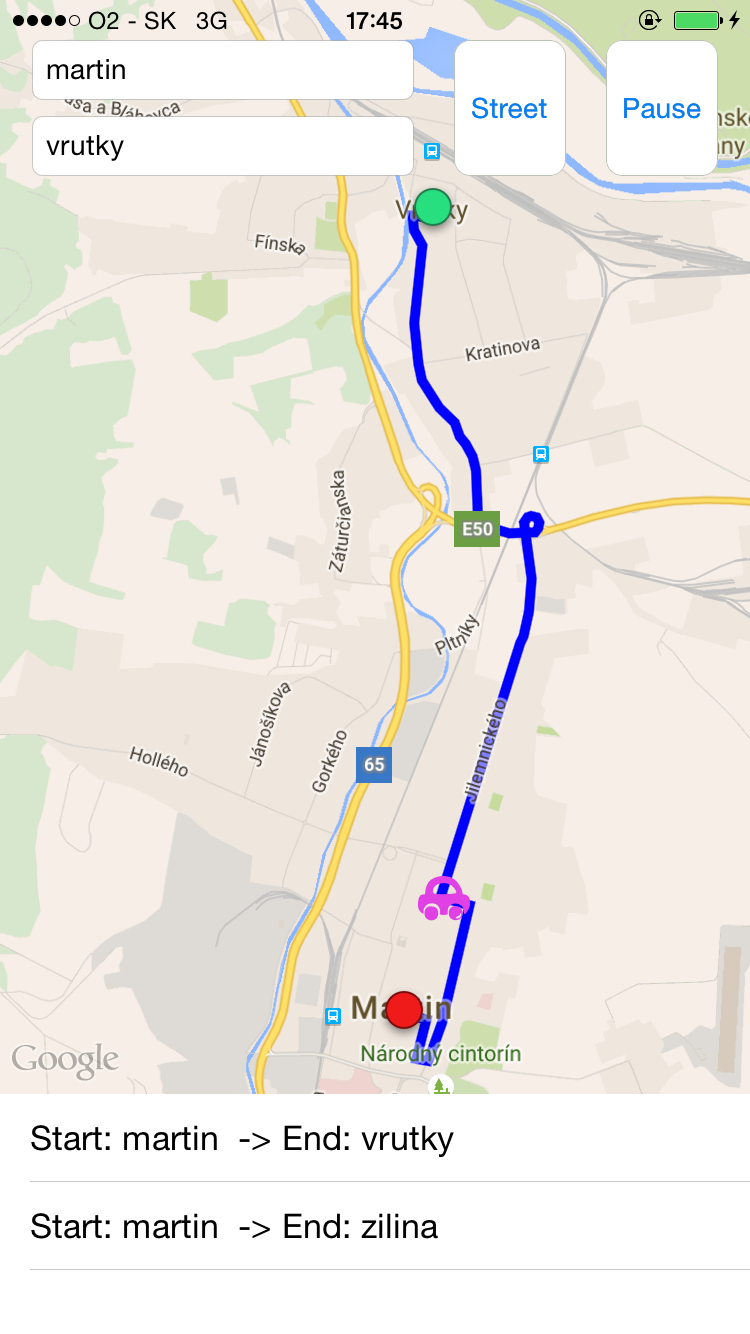 O2 - SK 3G 17:45
martin
Street
Pause
vrutky
Fínska
Kratinova
Záturčianska
E50
Pltníky
Jánošíkova
Jilemnického
Gorkého
Hollého
65
Martin
Národný cintorín
Google
Start: martin -> End: vrutky
Start: martin -> End: zilina